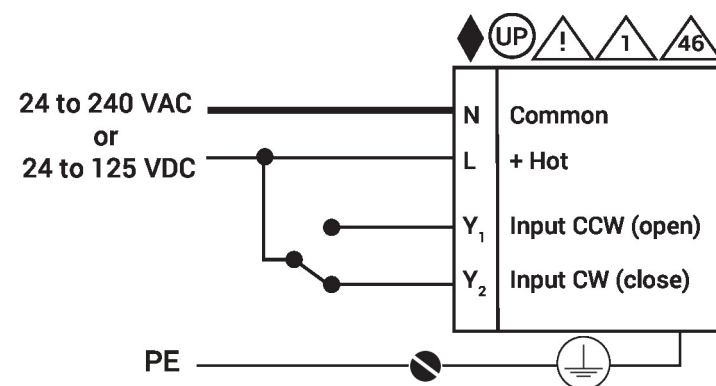 UP ! 1 46
24 to 240 VAC
or
24 to 125 VDC
N Common
L + Hot
Y1 Input CCW (open)
Y2 Input CW (close)
PE